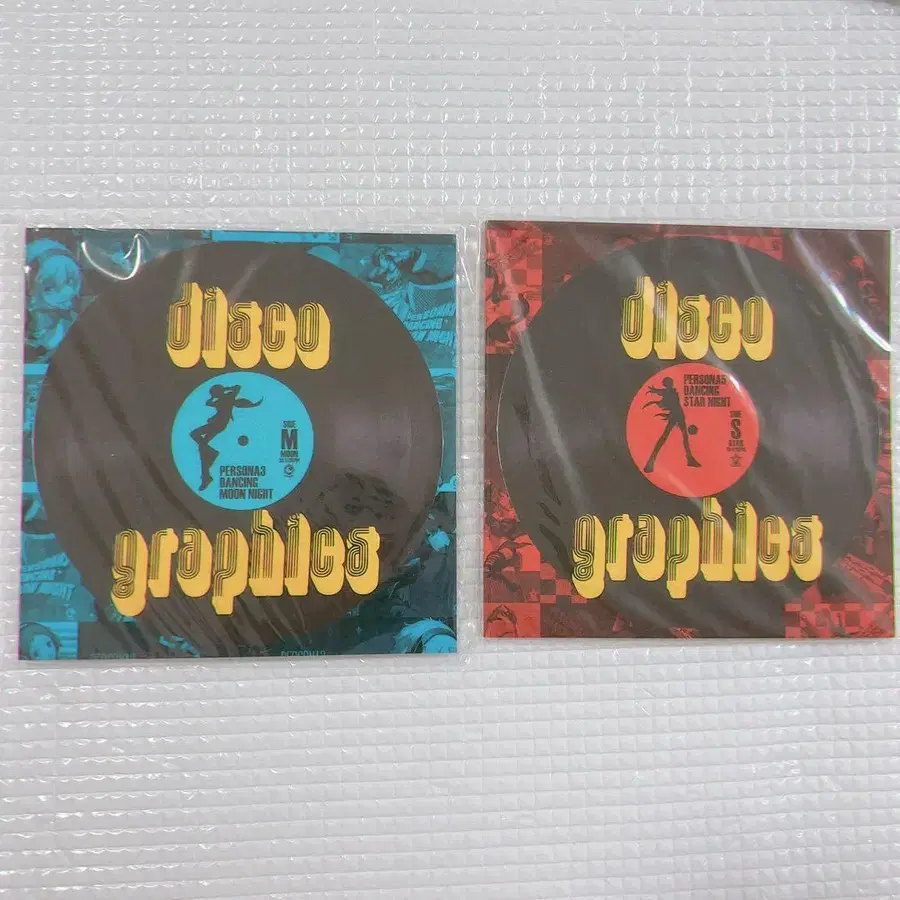 disco
SIDE
M
MOON
PERSONA3
DANCING
MOON NIGHT
graphics
disco
PERSONA5
DANCING
STAR NIGHT
SIDE
S
STAR
graphics